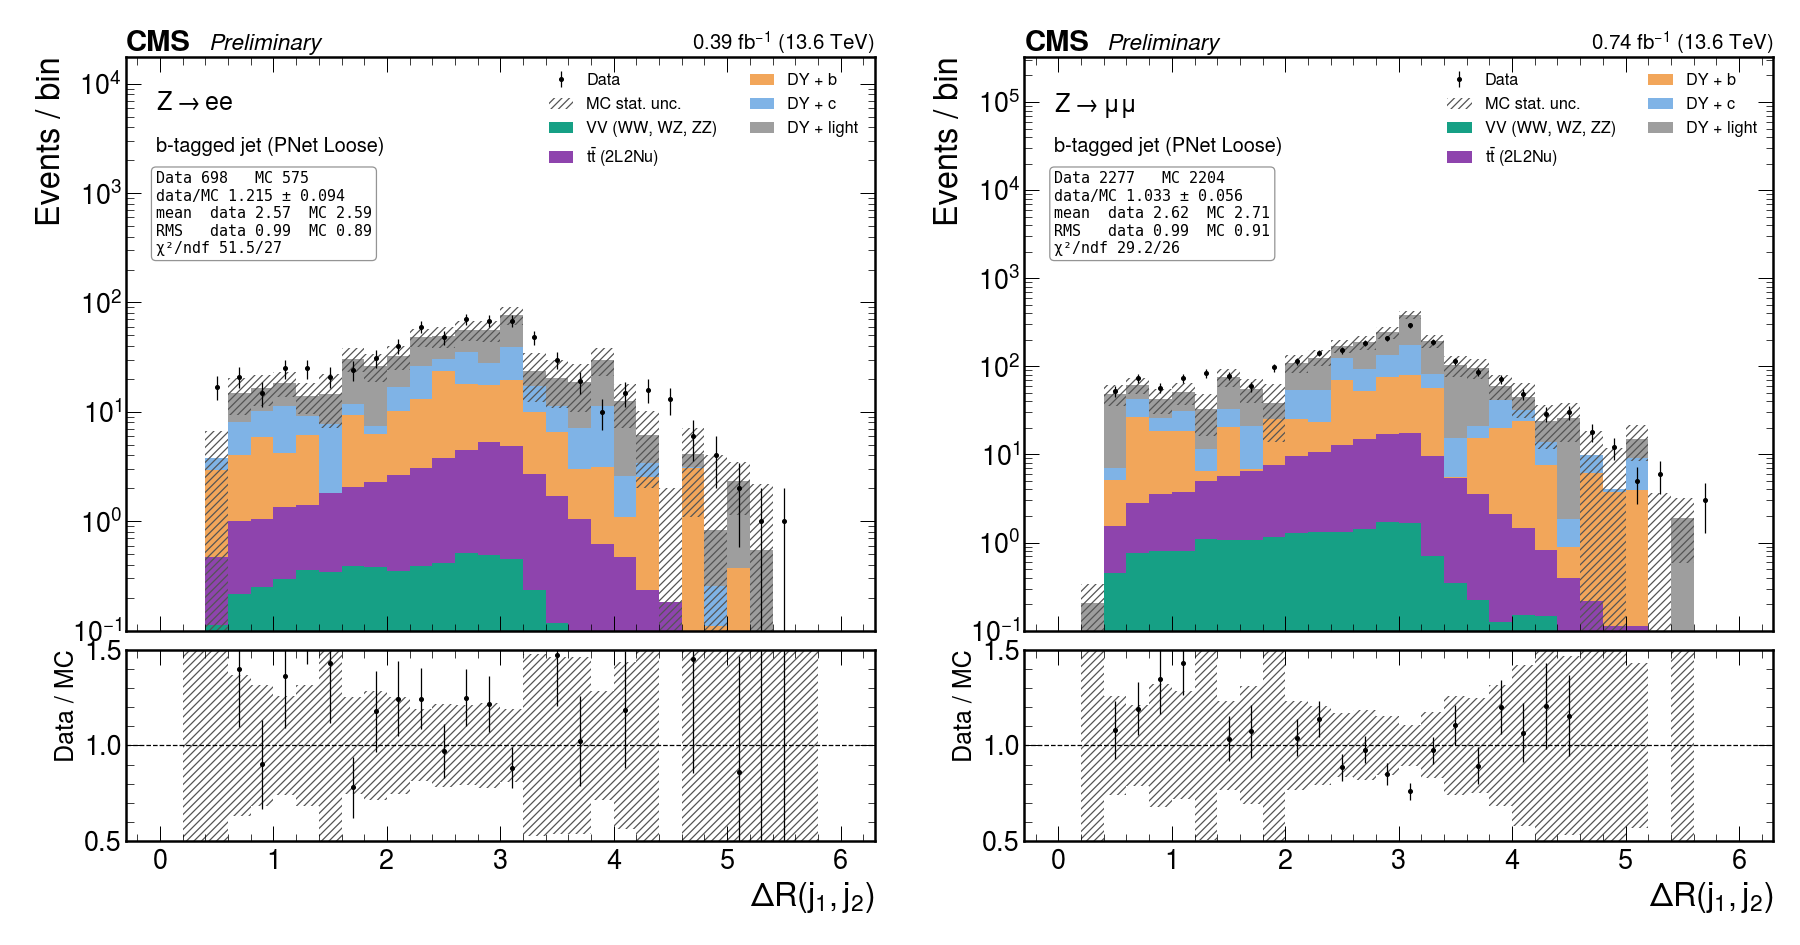 CMS Preliminary 0.39 fb⁻¹ (13.6 TeV)
Events / bin
Z → ee
b-tagged jet (PNet Loose)
Data 698 MC 575
data/MC 1.215 ± 0.094
mean data 2.57 MC 2.59
RMS data 0.99 MC 0.89
χ²/ndf 51.5/27
Data
MC stat. unc.
VV (WW, WZ, ZZ)
tt̄ (2L2Nu)
DY + b
DY + c
DY + light
10⁴
10³
10²
10¹
10⁰
10⁻¹
Data / MC
1.5
1.0
0.5
0 1 2 3 4 5 6
ΔR(j₁, j₂)
CMS Preliminary 0.74 fb⁻¹ (13.6 TeV)
Events / bin
Z → μμ
b-tagged jet (PNet Loose)
Data 2277 MC 2204
data/MC 1.033 ± 0.056
mean data 2.62 MC 2.71
RMS data 0.99 MC 0.91
χ²/ndf 29.2/26
Data
MC stat. unc.
VV (WW, WZ, ZZ)
tt̄ (2L2Nu)
DY + b
DY + c
DY + light
10⁵
10⁴
10³
10²
10¹
10⁰
10⁻¹
Data / MC
1.5
1.0
0.5
0 1 2 3 4 5 6
ΔR(j₁, j₂)